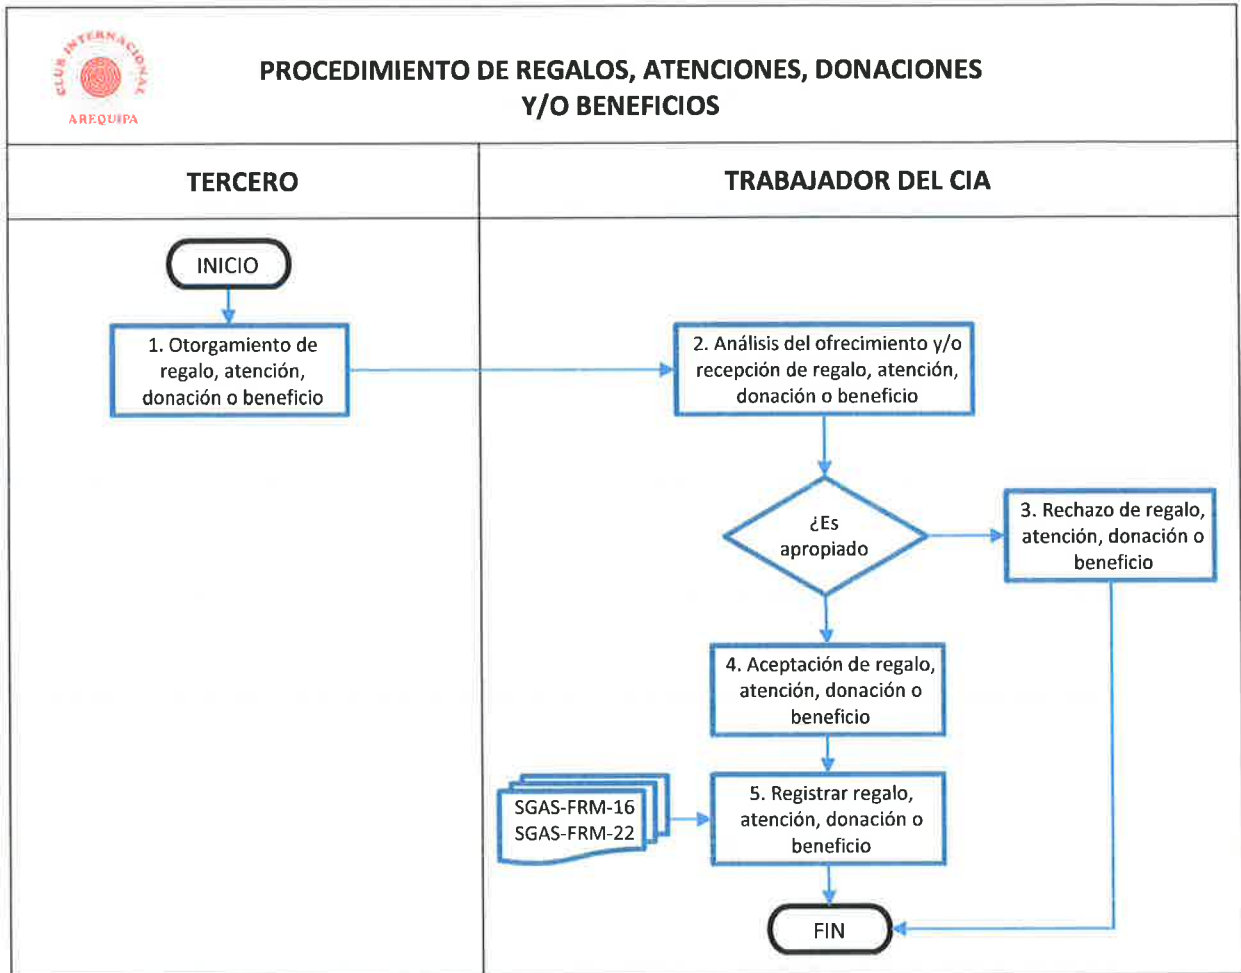 CLUB INTERNACIONAL
AREQUIPA
PROCEDIMIENTO DE REGALOS, ATENCIONES, DONACIONES
Y/O BENEFICIOS
TERCERO
TRABAJADOR DEL CIA
INICIO
1. Otorgamiento de
regalo, atención,
donación o beneficio
2. Análisis del ofrecimiento y/o
recepción de regalo, atención,
donación o beneficio
¿Es
apropiado
3. Rechazo de regalo,
atención, donación o
beneficio
4. Aceptación de regalo,
atención, donación o
beneficio
SGAS-FRM-16
SGAS-FRM-22
5. Registrar regalo,
atención, donación o
beneficio
FIN